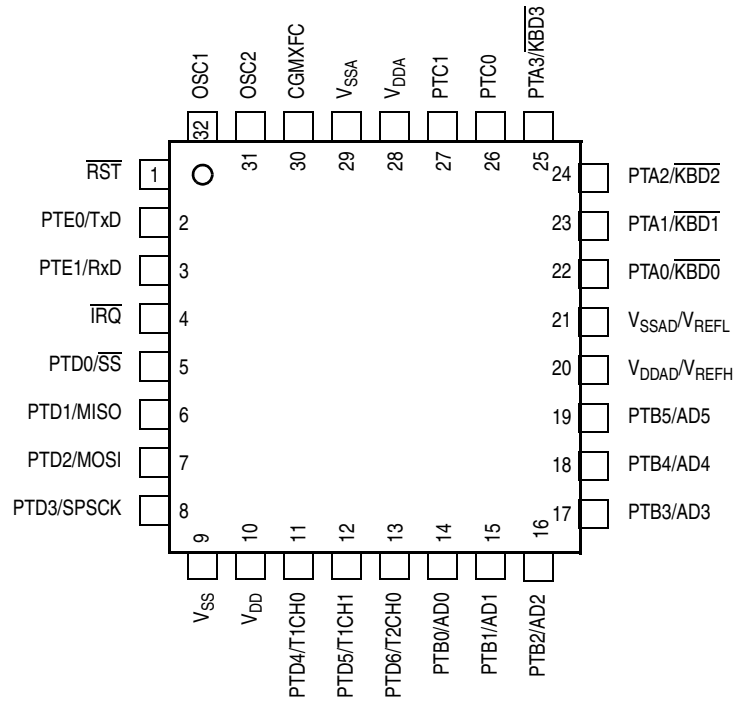 OSC1
OSC2
CGMXFC
VSSA
VDDA
PTC1
PTC0
PTA3/KBD3
32
31
30
29
28
27
26
25
RST
1
PTE0/TxD
2
PTE1/RxD
3
IRQ
4
PTD0/SS
5
PTD1/MISO
6
PTD2/MOSI
7
PTD3/SPSCK
8
24
PTA2/KBD2
23
PTA1/KBD1
22
PTA0/KBD0
21
VSSAD/VREFL
20
VDDAD/VREFH
19
PTB5/AD5
18
PTB4/AD4
17
PTB3/AD3
9
10
11
12
13
14
15
16
VSS
VDD
PTD4/T1CH0
PTD5/T1CH1
PTD6/T2CH0
PTB0/AD0
PTB1/AD1
PTB2/AD2